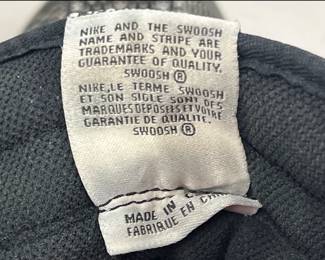 NIKE AND THE SWOOSH
NAME AND STRIPE ARE
TRADEMARKS AND YOUR
GUARANTEE OF QUALITY.
SWOOSH ®
NIKE, LE TERME SWOOSH
ET SON SIGLE SONT DES
MARQUES DEPOSEES ET VOTRE
GARANTIE DE QUALITY.
SWOOSH ®
MADE IN
FABRIQUE EN